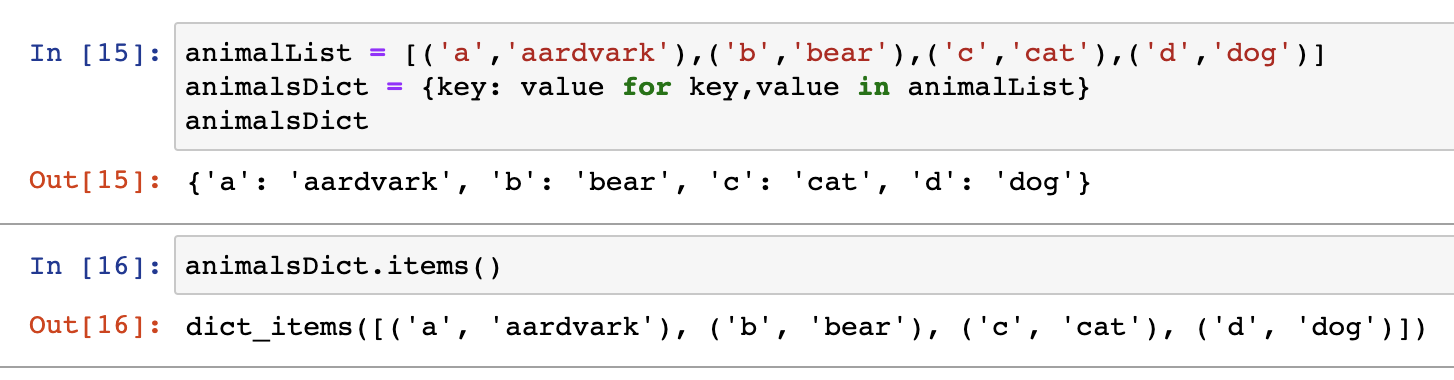 In [15]: animalList = [('a','aardvark'),('b','bear'),('c','cat'),('d','dog')]
animalsDict = {key: value for key,value in animalList}
animalsDict
Out[15]: {'a': 'aardvark', 'b': 'bear', 'c': 'cat', 'd': 'dog'}
In [16]: animalsDict.items()
Out[16]: dict_items([('a', 'aardvark'), ('b', 'bear'), ('c', 'cat'), ('d', 'dog')])